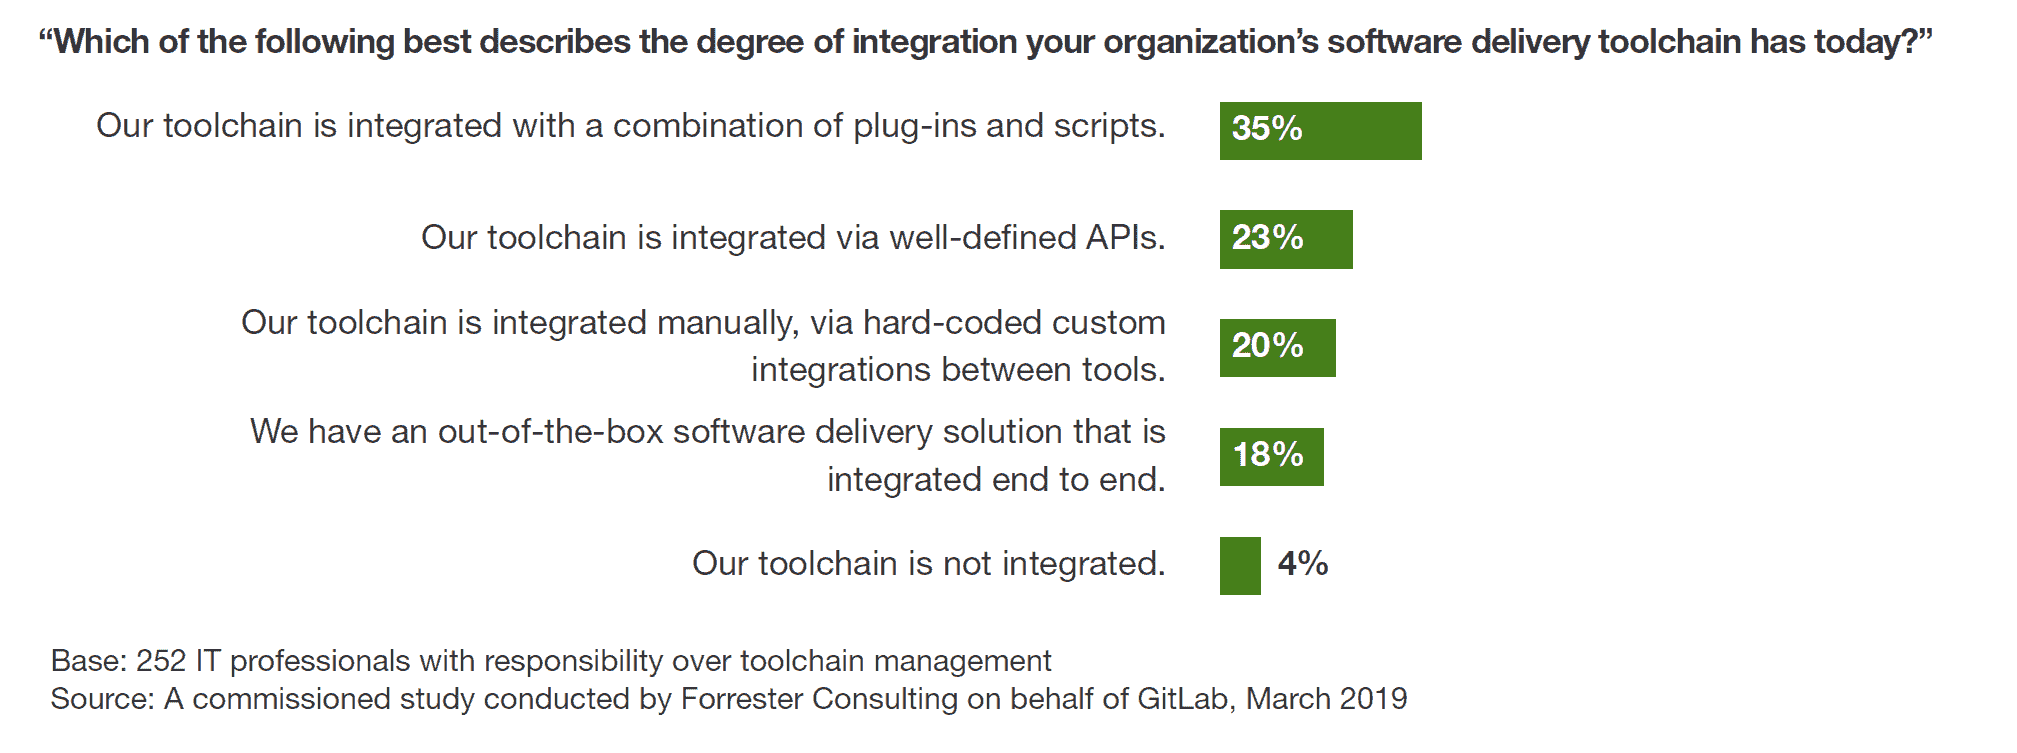 “Which of the following best describes the degree of integration your organization’s software delivery toolchain has today?”
Our toolchain is integrated with a combination of plug-ins and scripts.
35%
Our toolchain is integrated via well-defined APIs.
23%
Our toolchain is integrated manually, via hard-coded custom
integrations between tools.
20%
We have an out-of-the-box software delivery solution that is
integrated end to end.
18%
Our toolchain is not integrated.
4%
Base: 252 IT professionals with responsibility over toolchain management
Source: A commissioned study conducted by Forrester Consulting on behalf of GitLab, March 2019